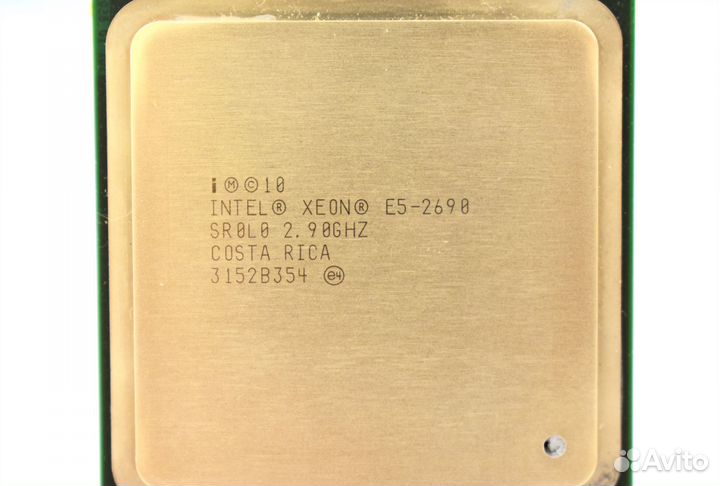 i Ⓜ©10
INTEL® XEON® E5-2690
SR0L0 2.90GHZ
COSTA RICA
3152B354 e4
Avito